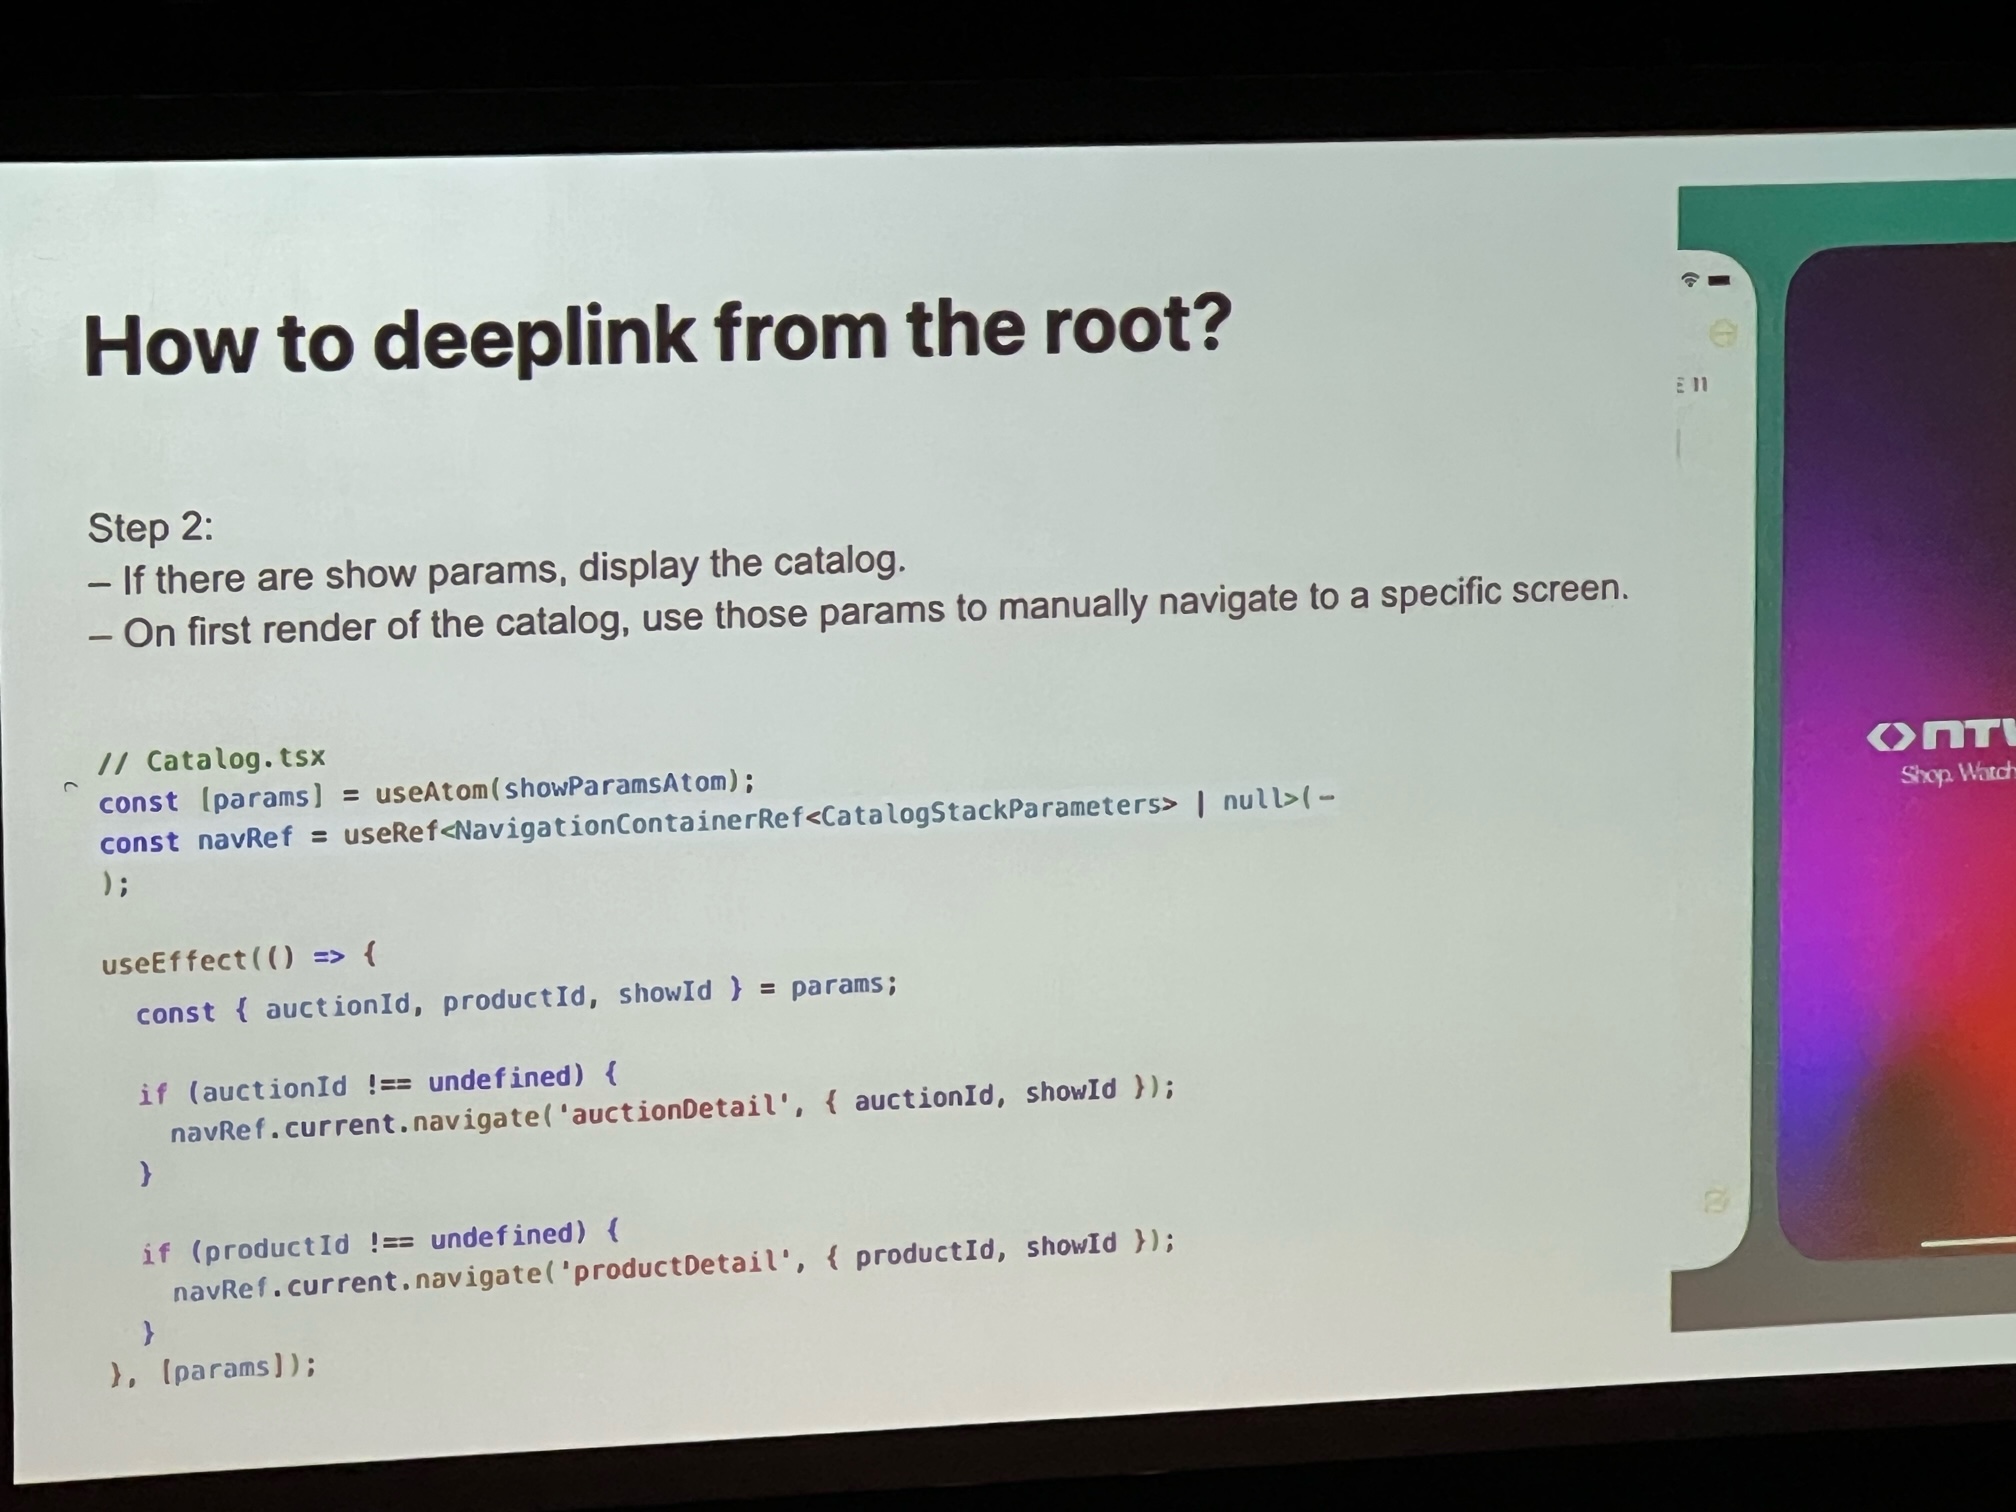 How to deeplink from the root?
Step 2:
– If there are show params, display the catalog.
– On first render of the catalog, use those params to manually navigate to a specific screen.
// Catalog.tsx
const [params] = useAtom(showParamsAtom);
const navRef = useRef<NavigationContainerRef<CatalogStackParameters> | null>(
);
useEffect(() => {
const { auctionId, productId, showId } = params;
if (auctionId !== undefined) {
navRef.current.navigate('auctionDetail', { auctionId, showId });
}
if (productId !== undefined) {
navRef.current.navigate('productDetail', { productId, showId });
}
}, [params]);
11
Shop. Watch